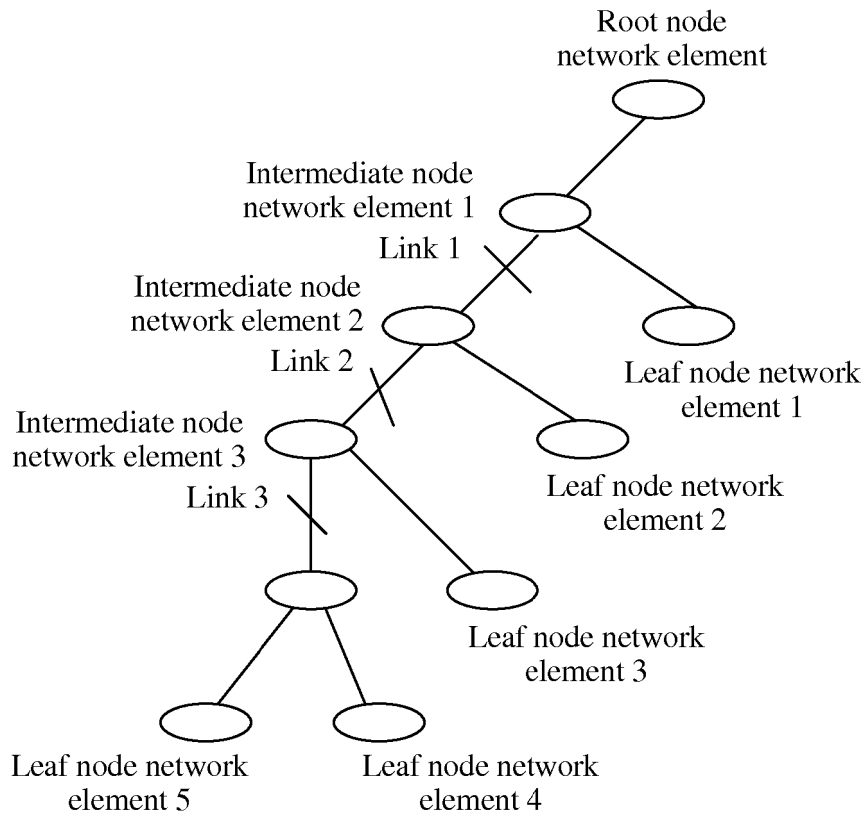 Root node
network element
Intermediate node
network element 1
Link 1
Intermediate node
network element 2
Link 2
Leaf node network
element 1
Intermediate node
network element 3
Link 3
Leaf node network
element 2
Leaf node network
element 3
Leaf node network
element 5
Leaf node network
element 4